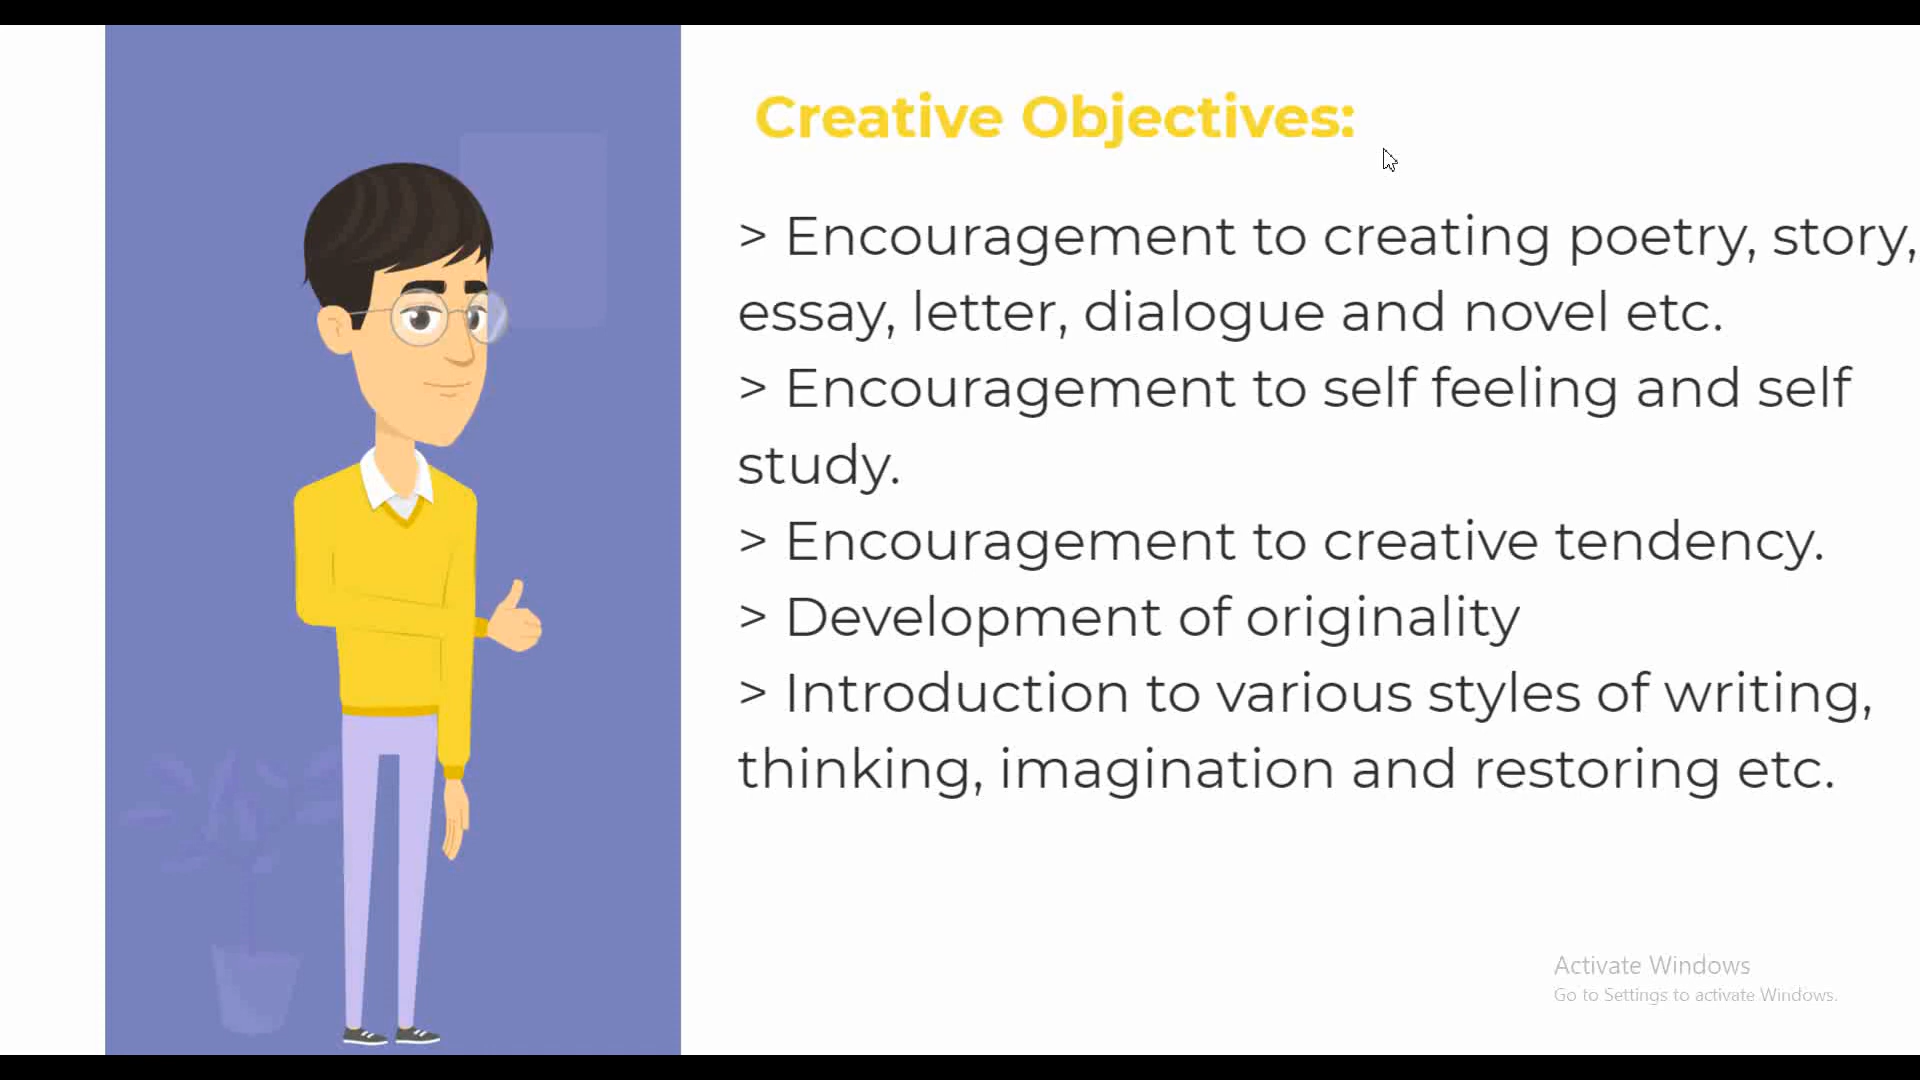 Creative Objectives:
> Encouragement to creating poetry, story,
essay, letter, dialogue and novel etc.
> Encouragement to self feeling and self
study.
> Encouragement to creative tendency.
> Development of originality
> Introduction to various styles of writing,
thinking, imagination and restoring etc.
Activate Windows
Go to Settings to activate Windows.